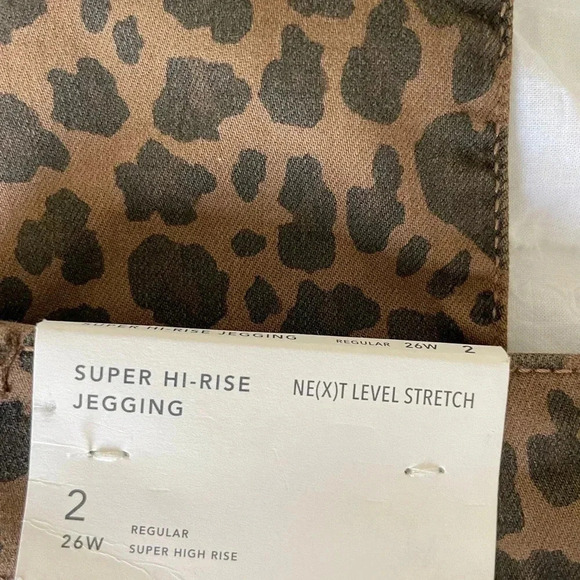 SUPER HI-RISE JEGGING REGULAR 26W 2
SUPER HI-RISE NE(X)T LEVEL STRETCH
JEGGING
2
REGULAR
26W SUPER HIGH RISE